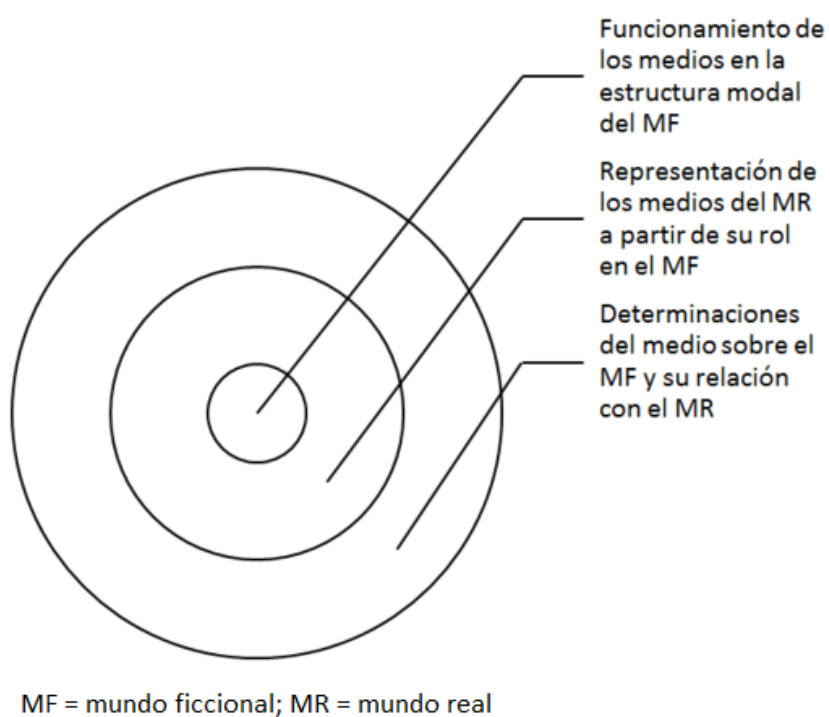 Funcionamiento de
los medios en la
estructura modal
del MF
Representación de
los medios del MR
a partir de su rol
en el MF
Determinaciones
del medio sobre el
MF y su relación
con el MR
MF = mundo ficcional; MR = mundo real